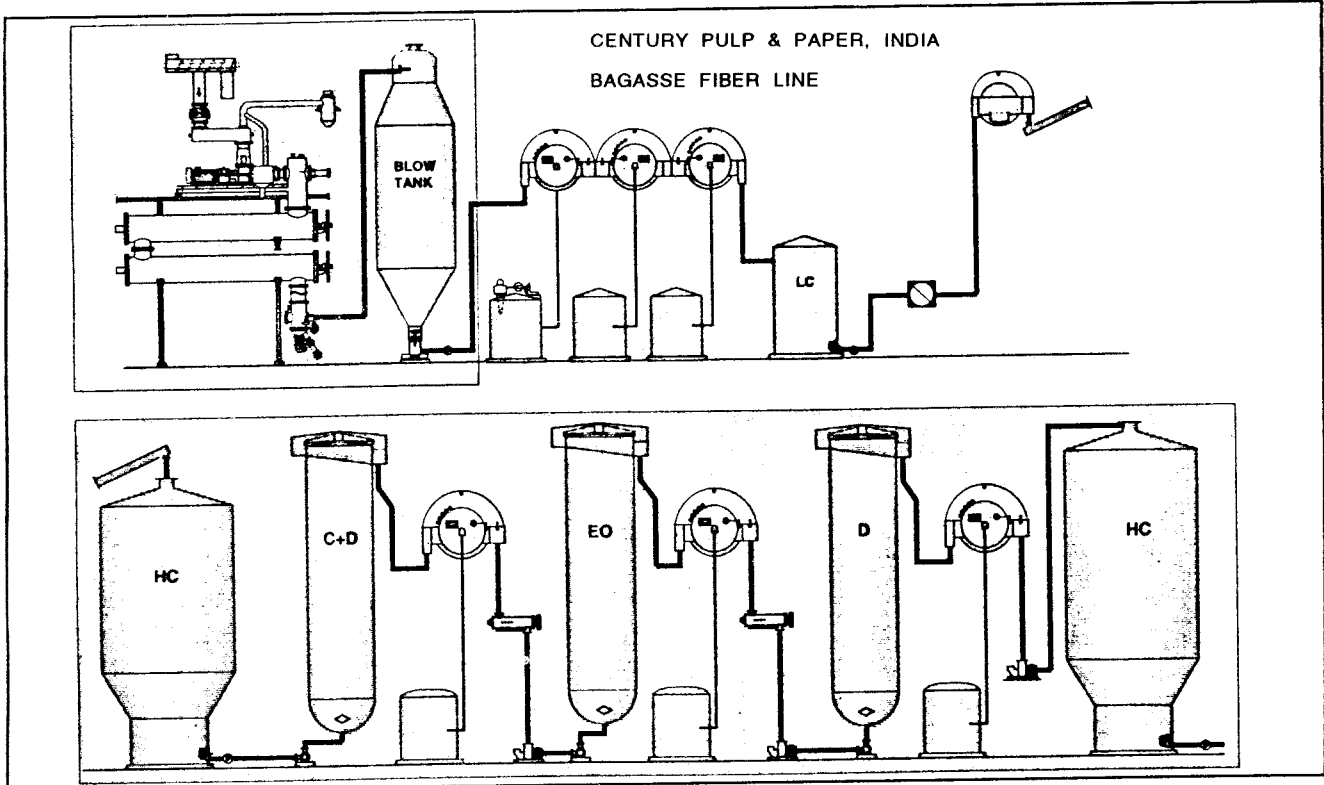 CENTURY PULP & PAPER, INDIA
BAGASSE FIBER LINE
BLOW
TANK
LC
HC
C+D
EO
D
HC